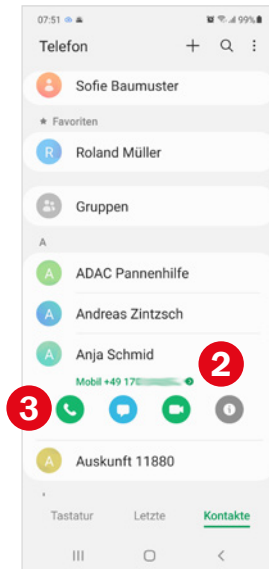 07:51 99%
Telefon
Sofie Baumuster
★ Favoriten
R Roland Müller
Gruppen
A
A ADAC Pannenhilfe
A Andreas Zintzsch
A Anja Schmid
2
Mobil +49 170
3
A Auskunft 11880
Tastatur Letzte Kontakte